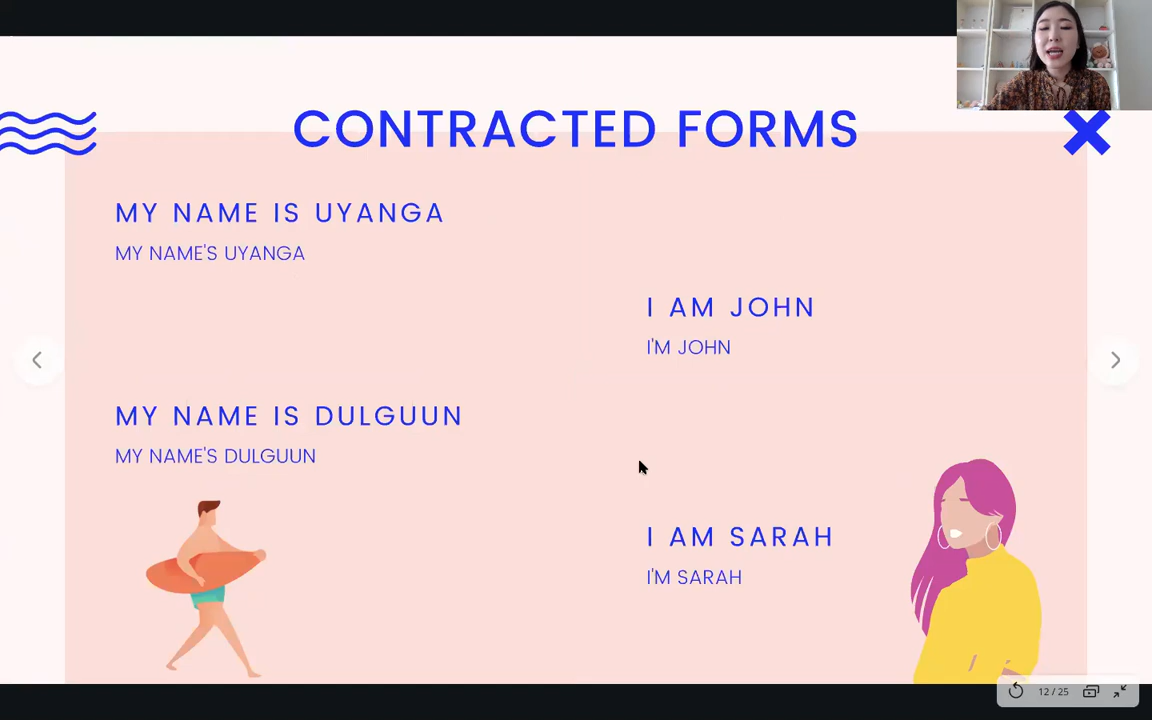 CONTRACTED FORMS
MY NAME IS UYANGA
MY NAME'S UYANGA
I AM JOHN
I'M JOHN
MY NAME IS DULGUUN
MY NAME'S DULGUUN
I AM SARAH
I'M SARAH
12 / 25